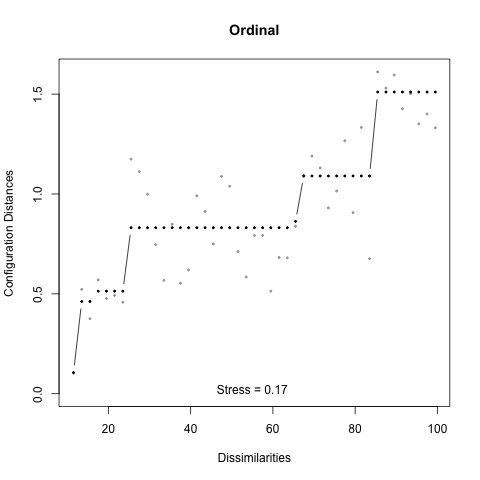 Ordinal
Configuration Distances
1.5
1.0
0.5
0.0
Stress = 0.17
20 40 60 80 100
Dissimilarities